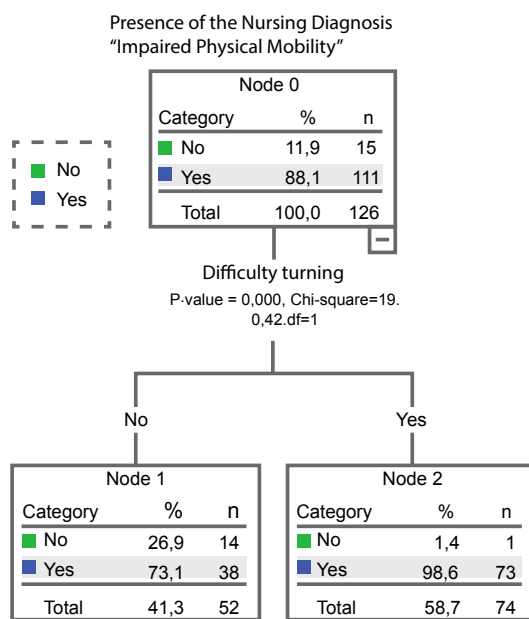 Presence of the Nursing Diagnosis
“Impaired Physical Mobility”
Node 0
Category % n
No 11,9 15
Yes 88,1 111
Total 100,0 126
No
Yes
Difficulty turning
P-value = 0,000, Chi-square=19.
0,42.df=1
No
Yes
Node 1
Category % n
No 26,9 14
Yes 73,1 38
Total 41,3 52
Node 2
Category % n
No 1,4 1
Yes 98,6 73
Total 58,7 74